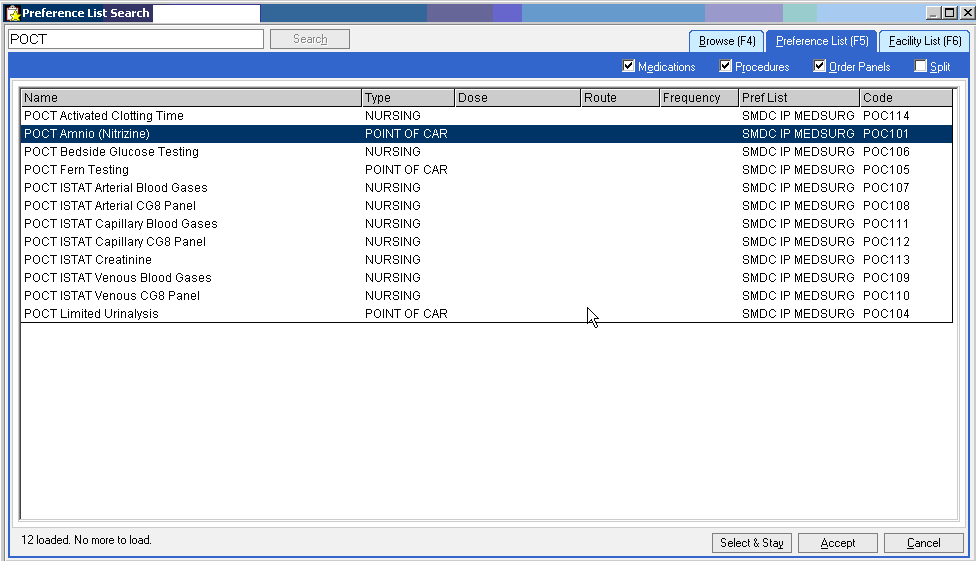 Preference List Search
POCT Search Browse (F4) Preference List (F5) Facility List (F6)
Medications Procedures Order Panels Split
Name Type Dose Route Frequency Pref List Code
POCT Activated Clotting Time NURSING SMDC IP MEDSURG POC114
POCT Amnio (Nitrizine) POINT OF CAR SMDC IP MEDSURG POC101
POCT Bedside Glucose Testing NURSING SMDC IP MEDSURG POC106
POCT Fern Testing POINT OF CAR SMDC IP MEDSURG POC105
POCT ISTAT Arterial Blood Gases NURSING SMDC IP MEDSURG POC107
POCT ISTAT Arterial CG8 Panel NURSING SMDC IP MEDSURG POC108
POCT ISTAT Capillary Blood Gases NURSING SMDC IP MEDSURG POC111
POCT ISTAT Capillary CG8 Panel NURSING SMDC IP MEDSURG POC112
POCT ISTAT Creatinine NURSING SMDC IP MEDSURG POC113
POCT ISTAT Venous Blood Gases NURSING SMDC IP MEDSURG POC109
POCT ISTAT Venous CG8 Panel NURSING SMDC IP MEDSURG POC110
POCT Limited Urinalysis POINT OF CAR SMDC IP MEDSURG POC104
12 loaded. No more to load. Select & Stay Accept Cancel